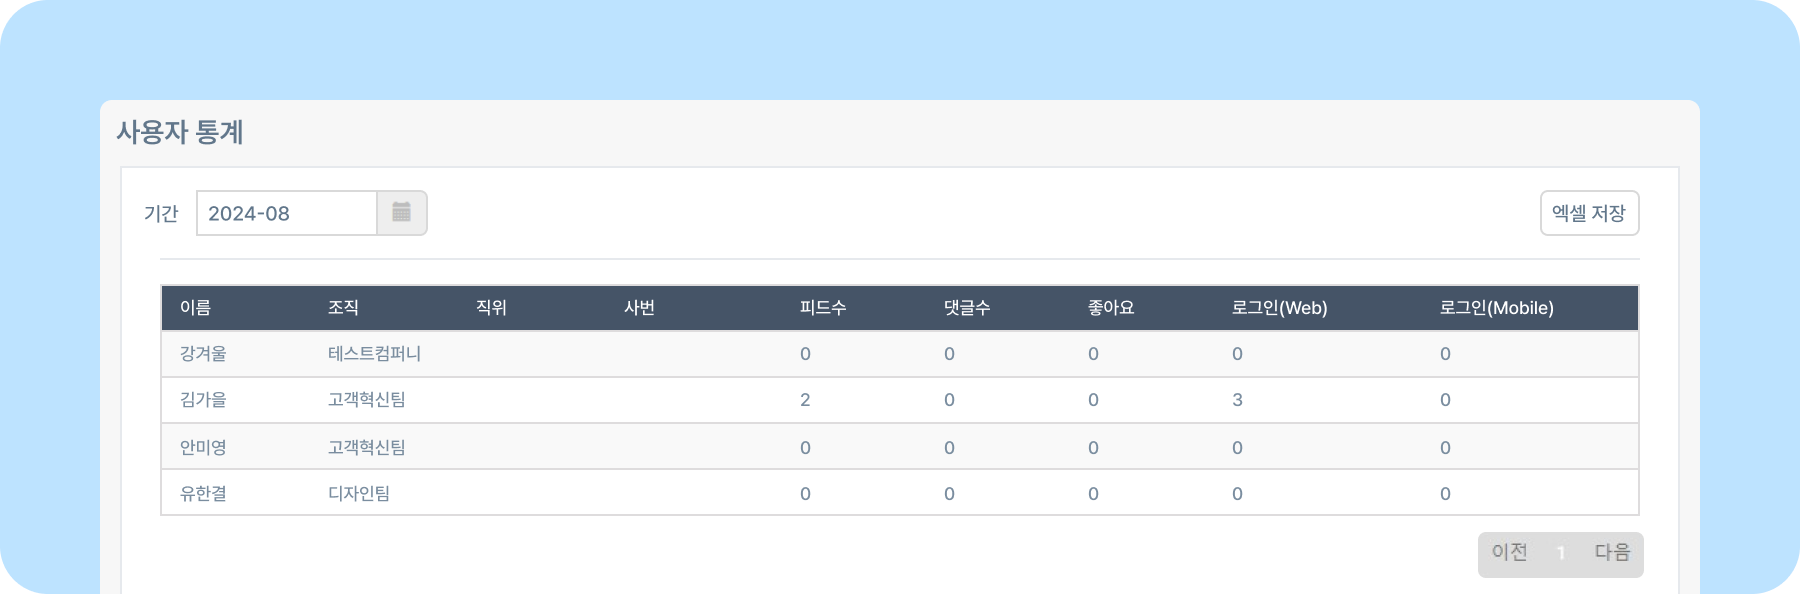 사용자 통계
기간 2024-08 엑셀 저장
이름 조직 직위 사번 피드수 댓글수 좋아요 로그인(Web) 로그인(Mobile)
강겨울 테스트컴퍼니 0 0 0 0 0
김가을 고객혁신팀 2 0 0 3 0
안미영 고객혁신팀 0 0 0 0 0
유한결 디자인팀 0 0 0 0 0
이전 1 다음